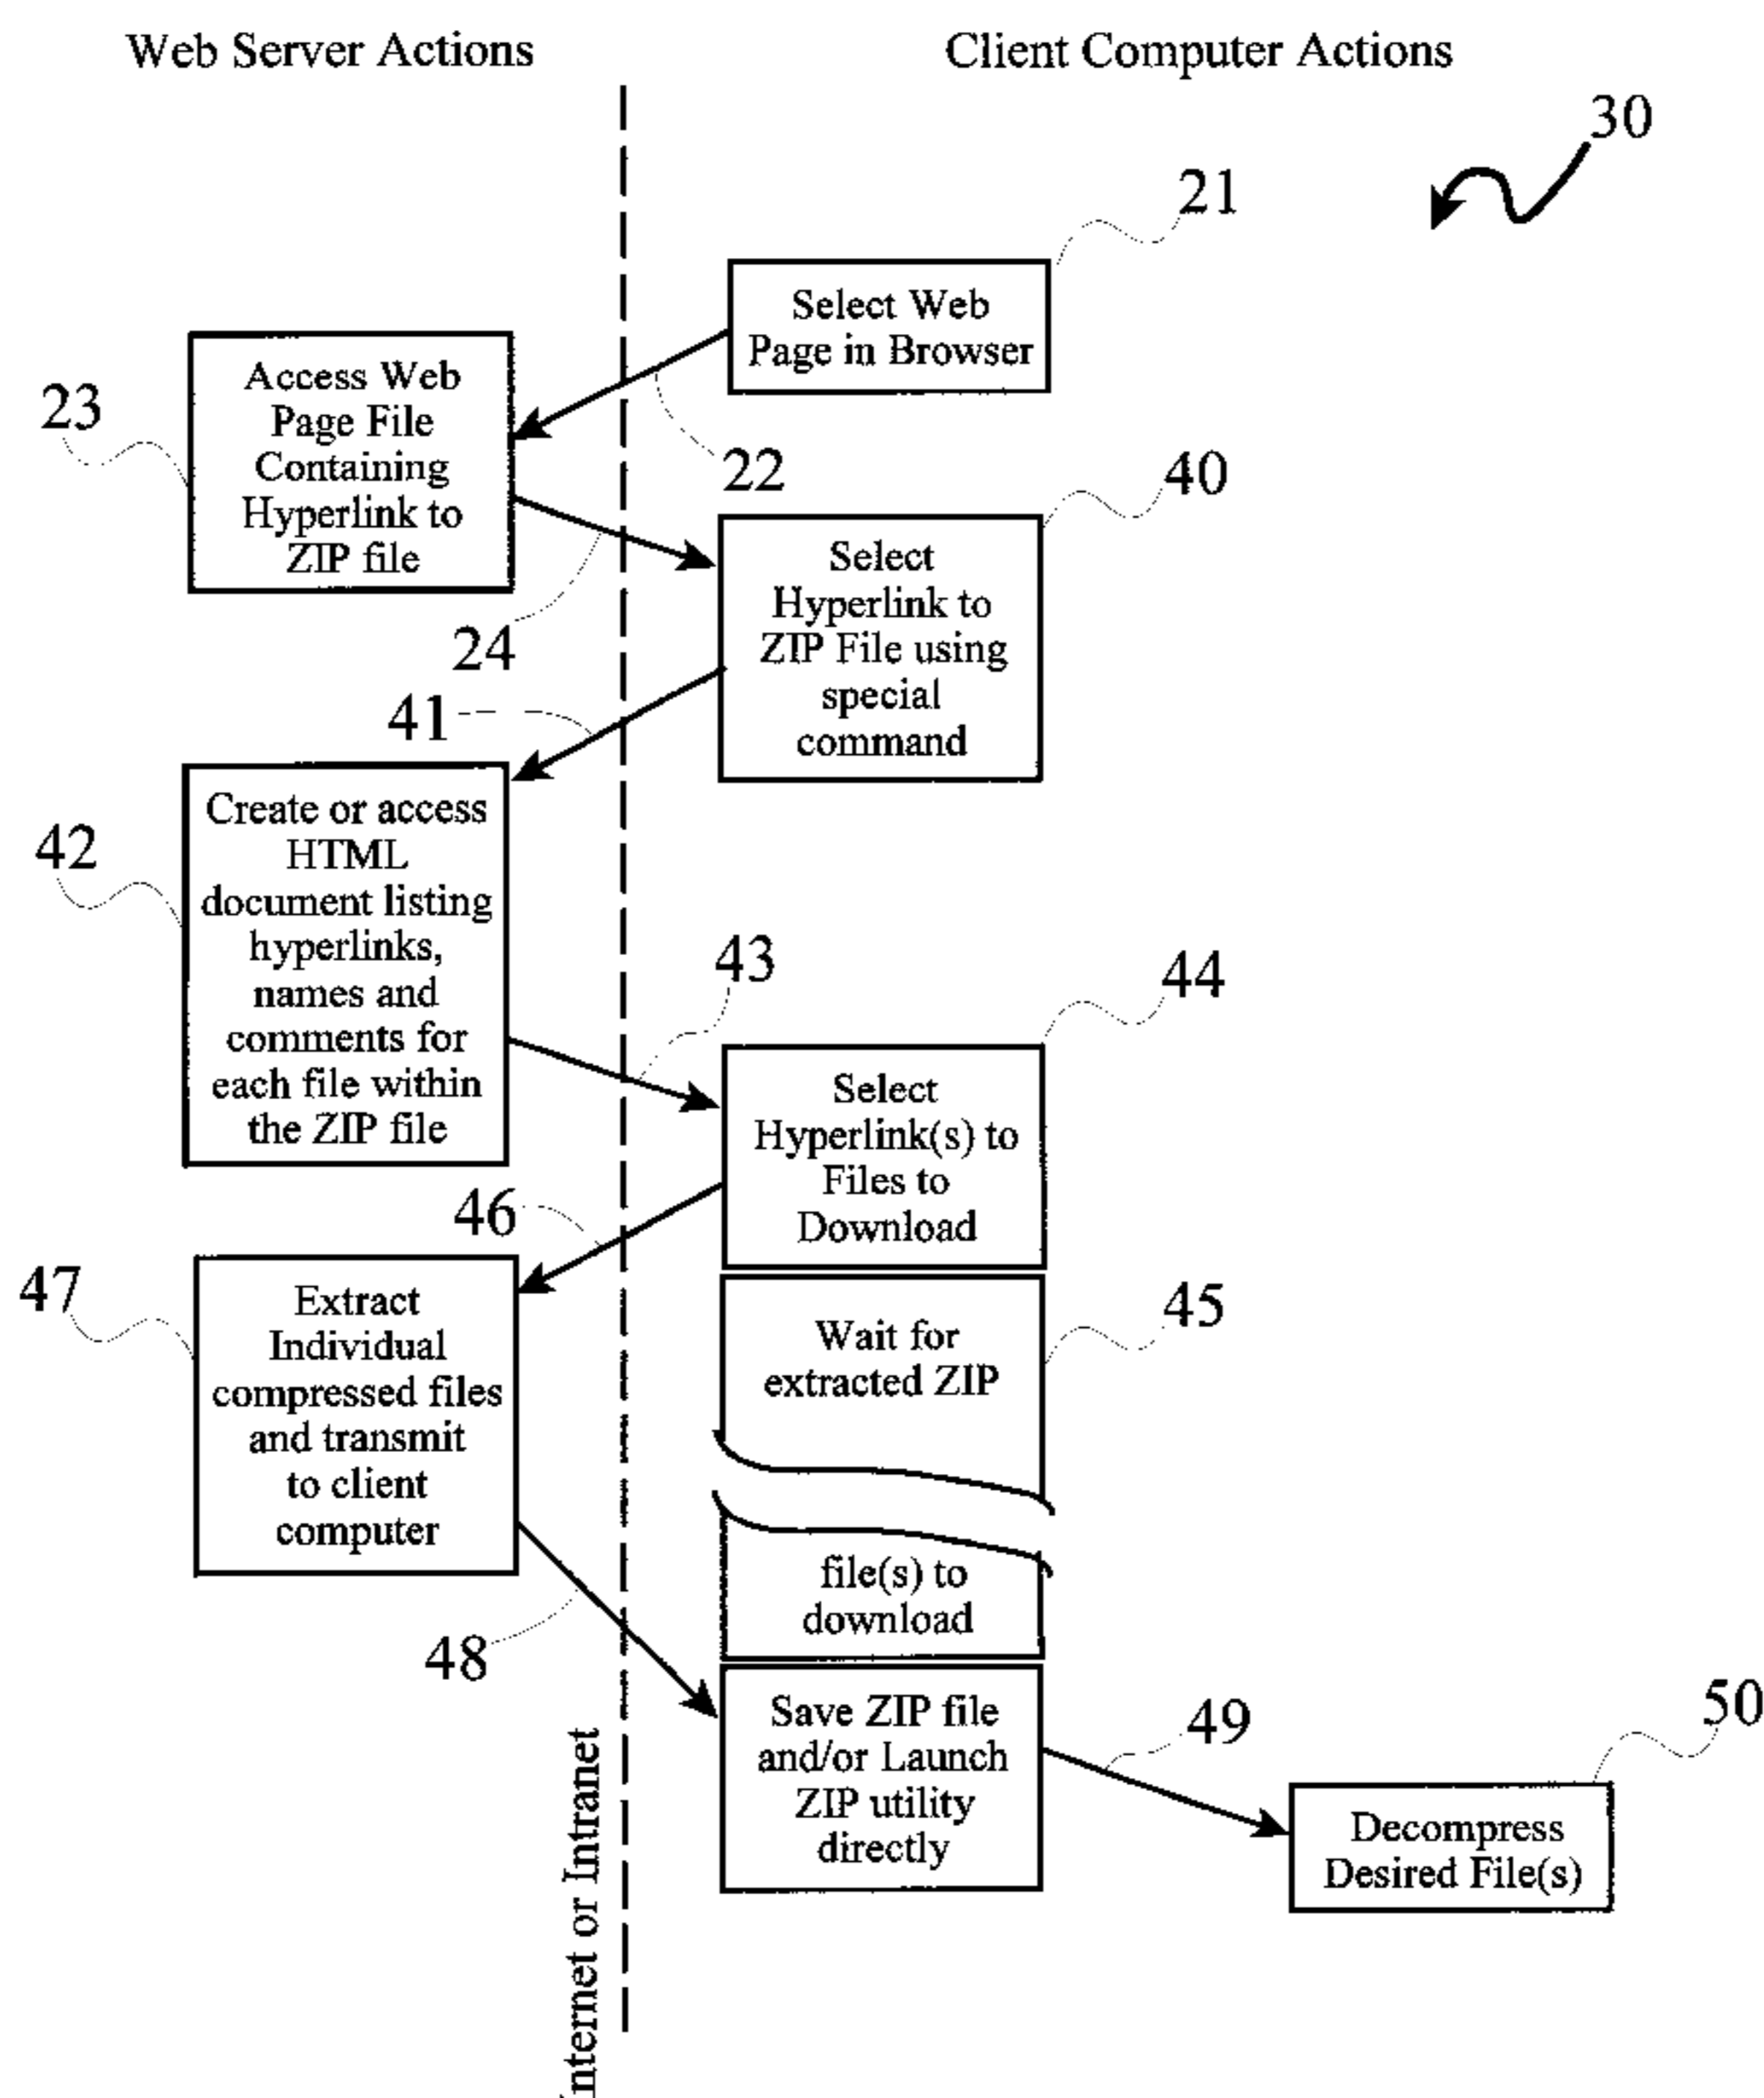 Web Server Actions
Client Computer Actions
30
21
Select Web
Page in Browser
22
23
Access Web
Page File
Containing
Hyperlink to
ZIP file
24
40
Select
Hyperlink to
ZIP File using
special
command
41
42
Create or access
HTML
document listing
hyperlinks,
names and
comments for
each file within
the ZIP file
43
44
Select
Hyperlink(s) to
Files to
Download
46
45
Wait for
extracted ZIP
file(s) to
download
47
Extract
Individual
compressed files
and transmit
to client
computer
48
Save ZIP file
and/or Launch
ZIP utility
directly
49
50
Decompress
Desired File(s)
Internet or Intranet